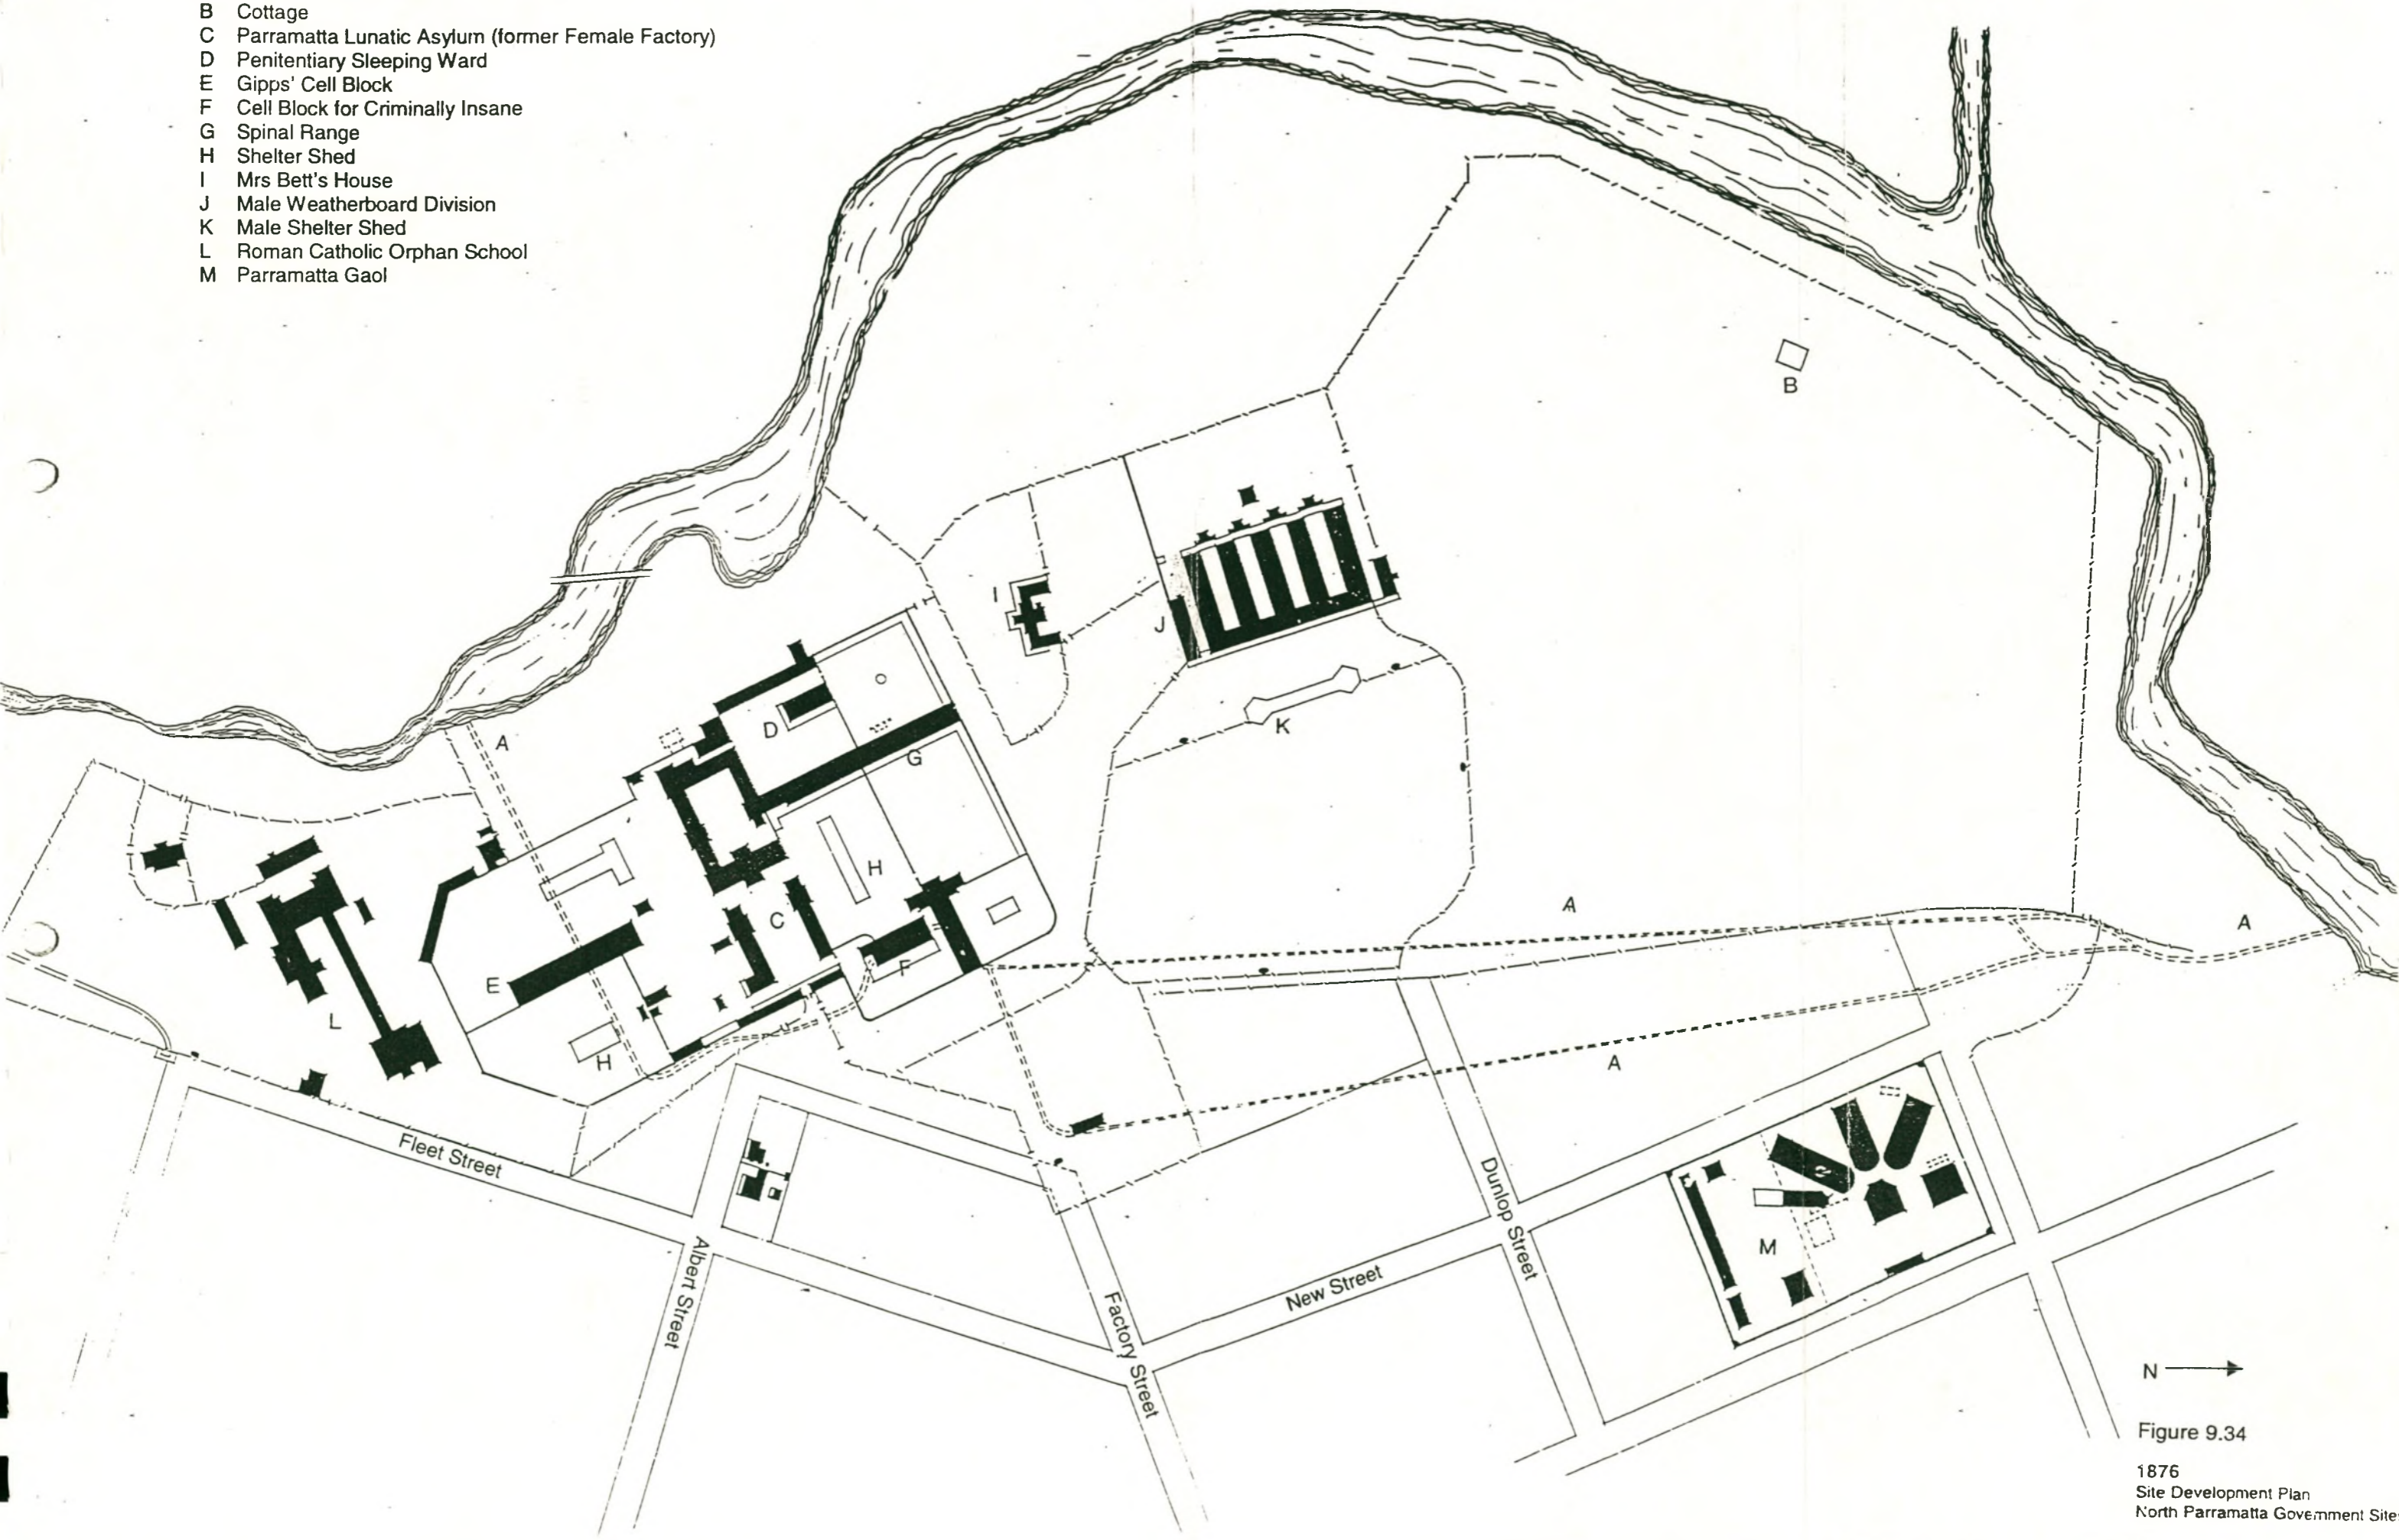 B Cottage
C Parramatta Lunatic Asylum (former Female Factory)
D Penitentiary Sleeping Ward
E Gipps' Cell Block
F Cell Block for Criminally Insane
G Spinal Range
H Shelter Shed
I Mrs Bett's House
J Male Weatherboard Division
K Male Shelter Shed
L Roman Catholic Orphan School
M Parramatta Gaol
B
I
J
D
K
A
G
H
C
A
A
E
F
L
H
A
Fleet Street
Albert Street
Factory Street
New Street
Dunlop Street
M
N
Figure 9.34
1876
Site Development Plan
North Parramatta Government Site